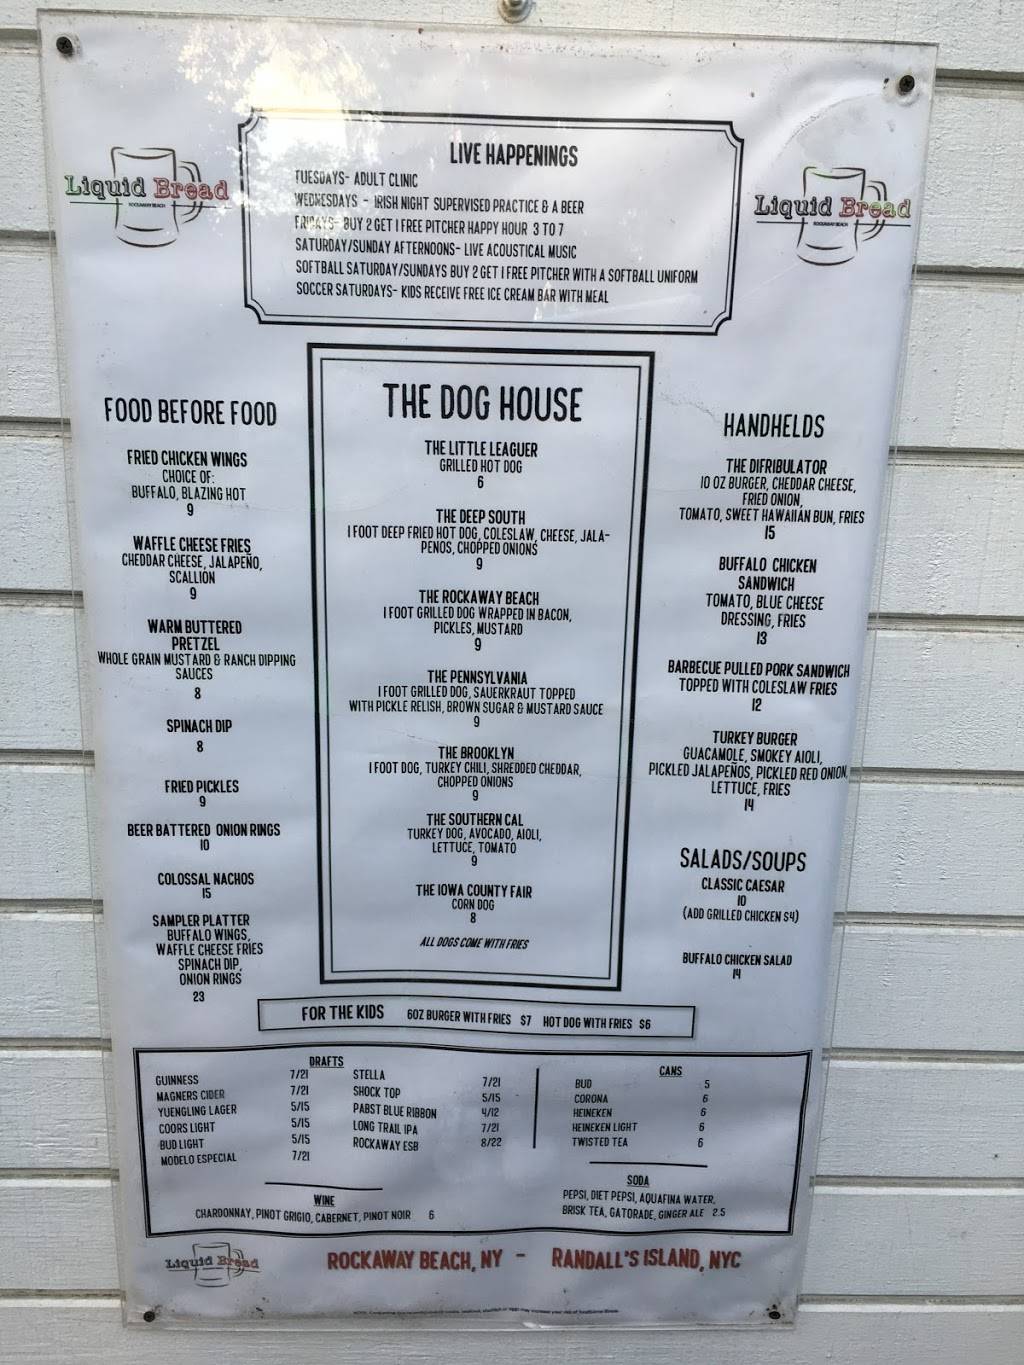 Liquid Bread
ROCKAWAY BEACH
Liquid Bread
ROCKAWAY BEACH
LIVE HAPPENINGS
TUESDAYS- ADULT CLINIC
WEDNESDAYS - IRISH NIGHT SUPERVISED PRACTICE & A BEER
FRIDAYS- BUY 2 GET 1 FREE PITCHER HAPPY HOUR 3 TO 7
SATURDAY/SUNDAY AFTERNOONS- LIVE ACOUSTICAL MUSIC
SOFTBALL SATURDAY/SUNDAYS BUY 2 GET 1 FREE PITCHER WITH A SOFTBALL UNIFORM
SOCCER SATURDAYS- KIDS RECEIVE FREE ICE CREAM BAR WITH MEAL
FOOD BEFORE FOOD
FRIED CHICKEN WINGS
CHOICE OF:
BUFFALO, BLAZING HOT
9
WAFFLE CHEESE FRIES
CHEDDAR CHEESE, JALAPEÑO,
SCALLION
9
WARM BUTTERED
PRETZEL
WHOLE GRAIN MUSTARD & RANCH DIPPING
SAUCES
8
SPINACH DIP
8
FRIED PICKLES
9
BEER BATTERED ONION RINGS
10
COLOSSAL NACHOS
15
SAMPLER PLATTER
BUFFALO WINGS,
WAFFLE CHEESE FRIES
SPINACH DIP,
ONION RINGS
23
THE DOG HOUSE
THE LITTLE LEAGUER
GRILLED HOT DOG
6
THE DEEP SOUTH
1 FOOT DEEP FRIED HOT DOG, COLESLAW, CHEESE, JALA-
PENOS, CHOPPED ONIONS
9
THE ROCKAWAY BEACH
1 FOOT GRILLED DOG WRAPPED IN BACON,
PICKLES, MUSTARD
9
THE PENNSYLVANIA
1 FOOT GRILLED DOG, SAUERKRAUT TOPPED
WITH PICKLE RELISH, BROWN SUGAR & MUSTARD SAUCE
9
THE BROOKLYN
1 FOOT DOG, TURKEY CHILI, SHREDDED CHEDDAR,
CHOPPED ONIONS
9
THE SOUTHERN CAL
TURKEY DOG, AVOCADO, AIOLI,
LETTUCE, TOMATO
9
THE IOWA COUNTY FAIR
CORN DOG
8
ALL DOGS COME WITH FRIES
HANDHELDS
THE DIFRIBULATOR
10 OZ BURGER, CHEDDAR CHEESE,
FRIED ONION,
TOMATO, SWEET HAWAIIAN BUN, FRIES
15
BUFFALO CHICKEN
SANDWICH
TOMATO, BLUE CHEESE
DRESSING, FRIES
13
BARBECUE PULLED PORK SANDWICH
TOPPED WITH COLESLAW FRIES
12
TURKEY BURGER
GUACAMOLE, SMOKEY AIOLI,
PICKLED JALAPEÑOS, PICKLED RED ONION,
LETTUCE, FRIES
14
SALADS/SOUPS
CLASSIC CAESAR
10
(ADD GRILLED CHICKEN $4)
BUFFALO CHICKEN SALAD
14
FOR THE KIDS 6OZ BURGER WITH FRIES $7 HOT DOG WITH FRIES $6
DRAFTS
GUINNESS 7/21
MAGNERS CIDER 7/21
YUENGLING LAGER 5/15
COORS LIGHT 5/15
BUD LIGHT 5/15
MODELO ESPECIAL 7/21
STELLA 7/21
SHOCK TOP 5/15
PABST BLUE RIBBON 4/12
LONG TRAIL IPA 7/21
ROCKAWAY ESB 8/22
CANS
BUD 5
CORONA 6
HEINEKEN 6
HEINEKEN LIGHT 6
TWISTED TEA 6
WINE
CHARDONNAY, PINOT GRIGIO, CABERNET, PINOT NOIR 6
SODA
PEPSI, DIET PEPSI, AQUAFINA WATER,
BRISK TEA, GATORADE, GINGER ALE 2.5
Liquid Bread
ROCKAWAY BEACH, NY - RANDALL'S ISLAND, NYC